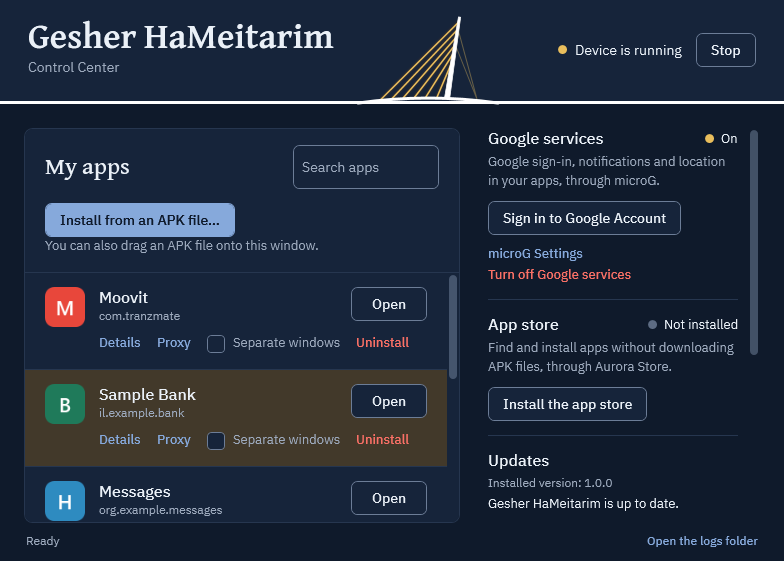 Gesher HaMeitarim
Control Center
Device is running
Stop
My apps
Search apps
Install from an APK file...
You can also drag an APK file onto this window.
M
Moovit
com.tranzmate
Open
Details
Proxy
Separate windows
Uninstall
B
Sample Bank
il.example.bank
Open
Details
Proxy
Separate windows
Uninstall
H
Messages
org.example.messages
Open
Google services
On
Google sign-in, notifications and location
in your apps, through microG.
Sign in to Google Account
microG Settings
Turn off Google services
App store
Not installed
Find and install apps without downloading
APK files, through Aurora Store.
Install the app store
Updates
Installed version: 1.0.0
Gesher HaMeitarim is up to date.
Ready
Open the logs folder